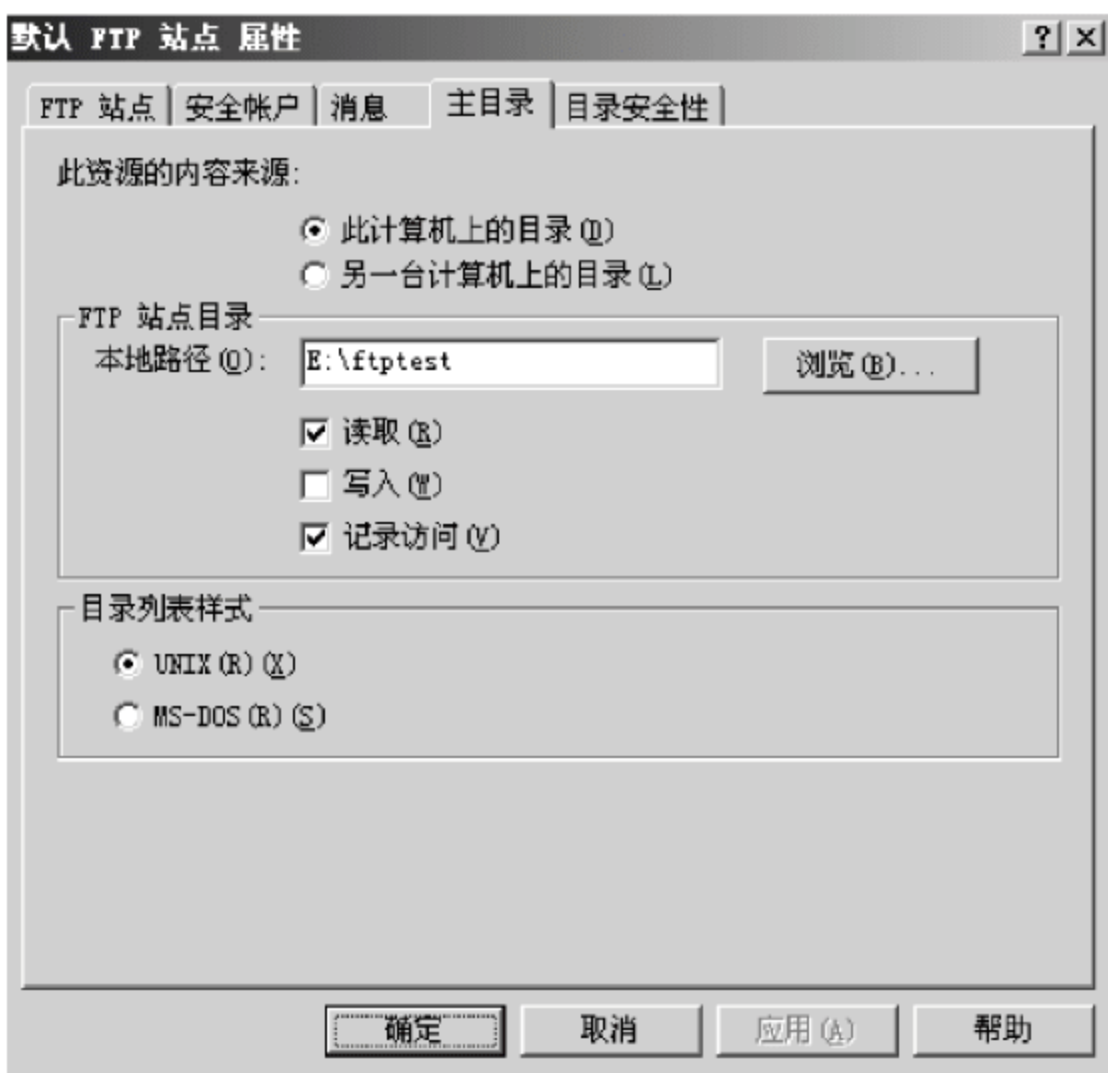 默认 FTP 站点 属性
FTP 站点 安全帐户 消息 主目录 目录安全性
此资源的内容来源:
此计算机上的目录(D)
另一台计算机上的目录(L)
FTP 站点目录
本地路径(O): E:\ftptest 浏览(B)...
读取(R)
写入(W)
记录访问(V)
目录列表样式
UNIX(R)(X)
MS-DOS(R)(S)
确定 取消 应用(A) 帮助